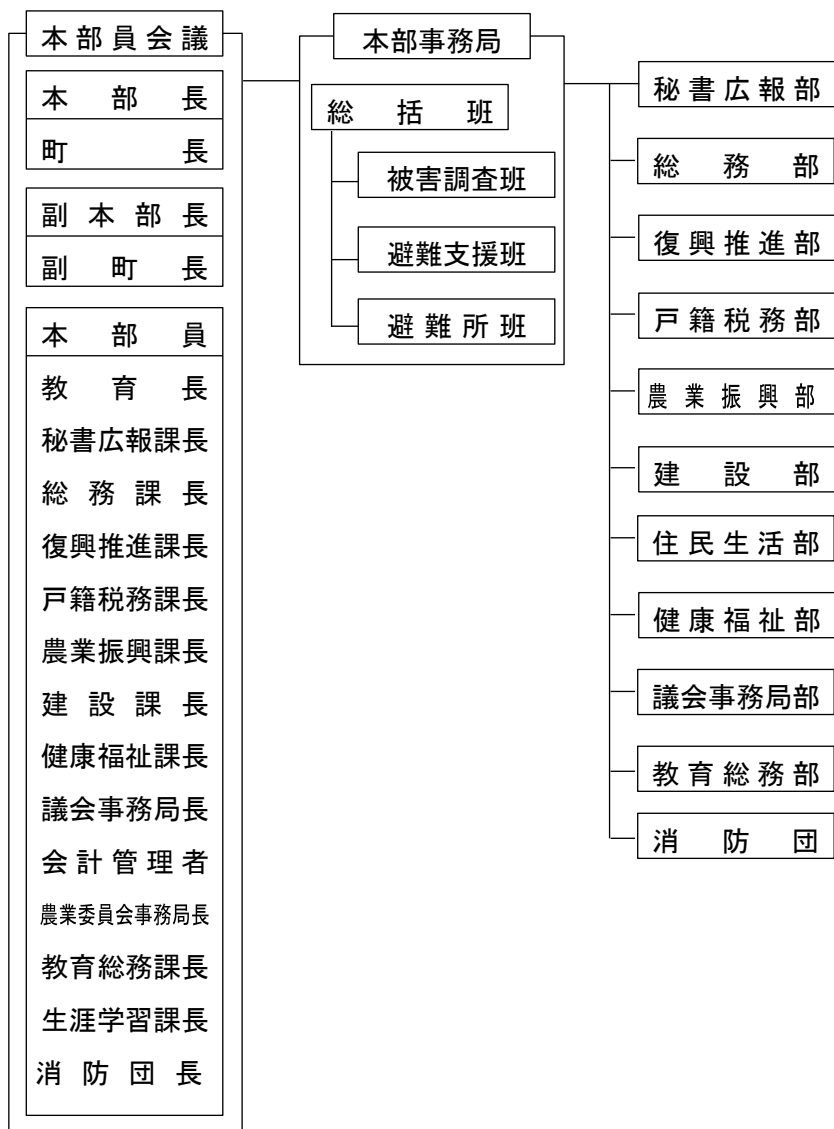 本部員会議
本部長
町長
副本部長
副町長
本部員
教育長
秘書広報課長
総務課長
復興推進課長
戸籍税務課長
農業振興課長
建設課長
健康福祉課長
議会事務局長
会計管理者
農業委員会事務局長
教育総務課長
生涯学習課長
消防団長
本部事務局
総括班
被害調査班
避難支援班
避難所班
秘書広報部
総務部
復興推進部
戸籍税務部
農業振興部
建設部
住民生活部
健康福祉部
議会事務局部
教育総務部
消防団